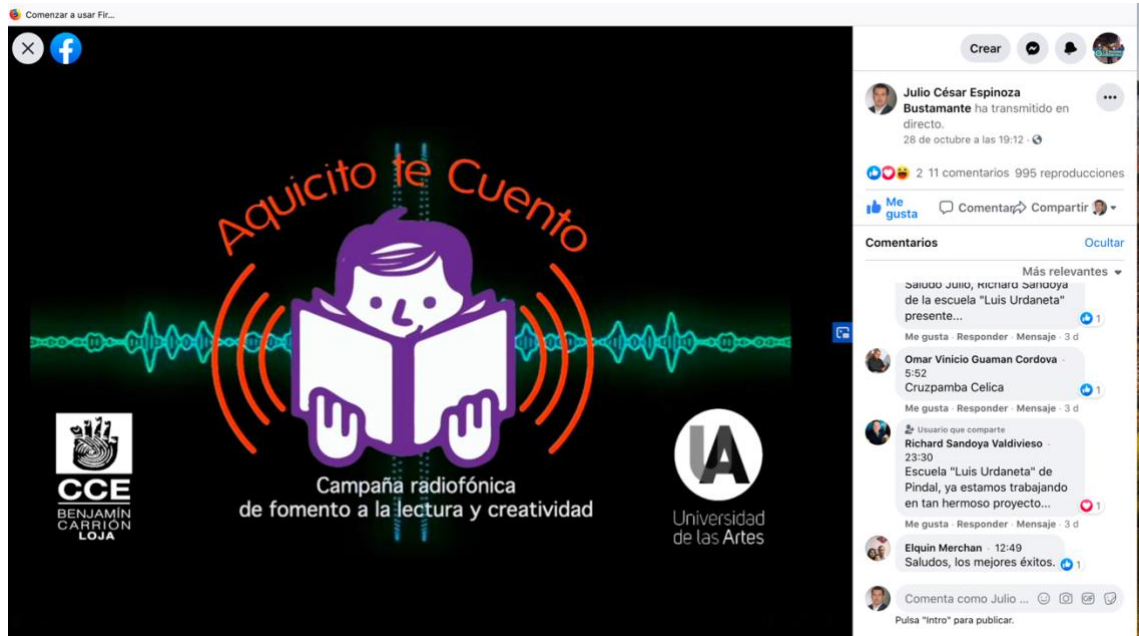 Comenzar a usar Fir...
Aquicito te Cuento
Campaña radiofónica
de fomento a la lectura y creatividad
CCE
BENJAMÍN
CARRIÓN
LOJA
UA
Universidad
de las Artes
Crear
Julio César Espinoza
Bustamante ha transmitido en
directo.
28 de octubre a las 19:12 ·
2 11 comentarios 995 reproducciones
Me
gusta
Comentar
Compartir
Comentarios
Ocultar
Más relevantes
Saludo Julio, Richard Sandoya
de la escuela "Luis Urdaneta"
presente...
1
Me gusta · Responder · Mensaje · 3 d
Omar Vinicio Guaman Cordova ·
5:52
Cruzpamba Celica
1
Me gusta · Responder · Mensaje · 3 d
Usuario que comparte
Richard Sandoya Valdivieso ·
23:30
Escuela "Luis Urdaneta" de
Pindal, ya estamos trabajando
en tan hermoso proyecto...
1
Me gusta · Responder · Mensaje · 3 d
Elquin Merchan · 12:49
Saludos, los mejores éxitos.
1
Comenta como Julio ...
GIF
Pulsa "Intro" para publicar.